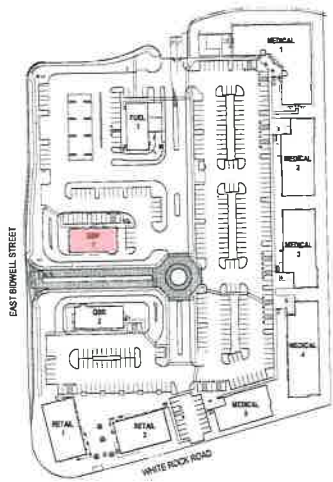 MEDICAL
1
FUEL
1
MEDICAL
2
QSR
1
MEDICAL
3
EAST BIDWELL STREET
QSR
2
MEDICAL
4
RETAIL
1
RETAIL
2
MEDICAL
5
WHITE ROCK ROAD